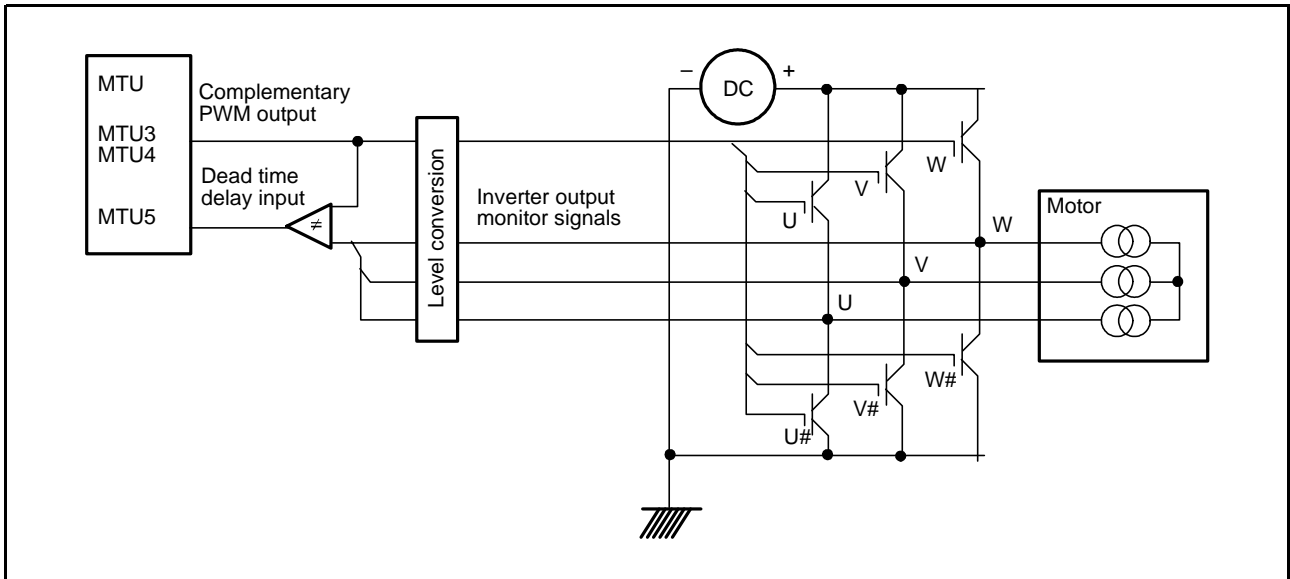 MTU
MTU3
MTU4
MTU5
Complementary
PWM output
Dead time
delay input
≠
Level conversion
Inverter output
monitor signals
– DC +
W
V
U
W
V
U
W#
V#
U#
Motor